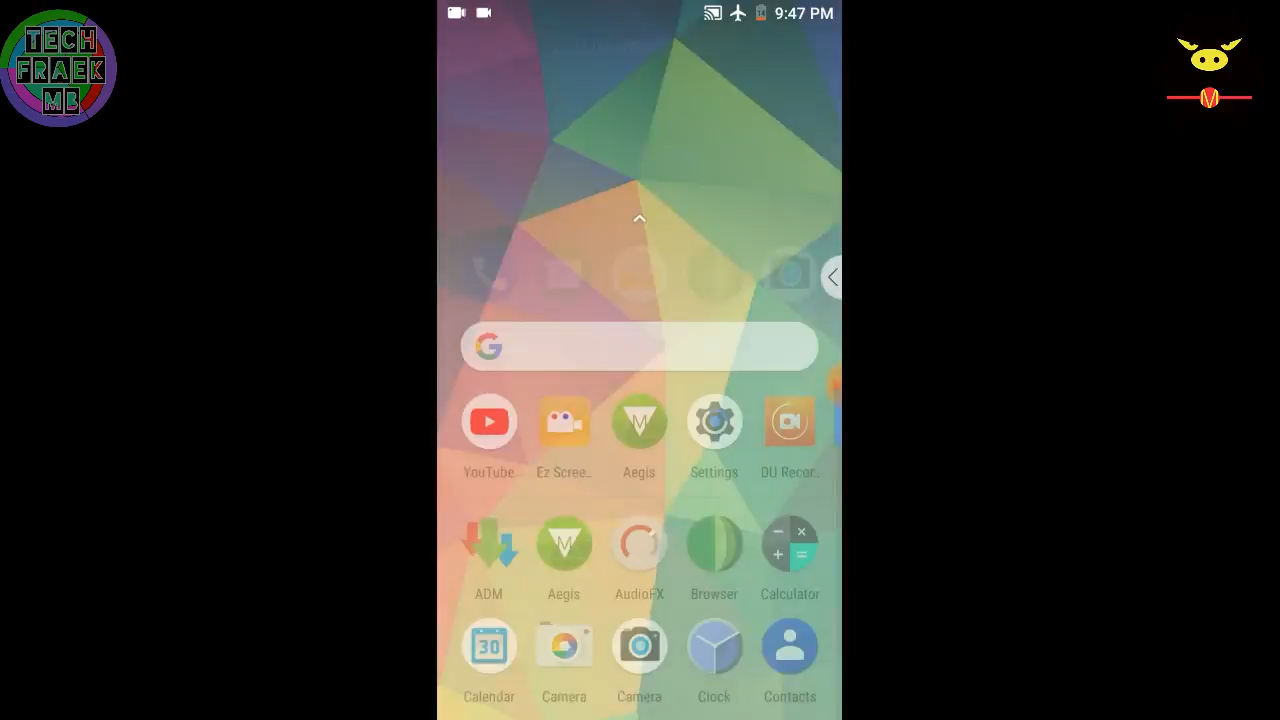 TECH
FRAEK
MB
9:47 PM
YouTube
Ez Scree..
Aegis
Settings
DU Recor..
ADM
Aegis
AudioFX
Browser
Calculator
30
Calendar
Camera
Camera
Clock
Contacts